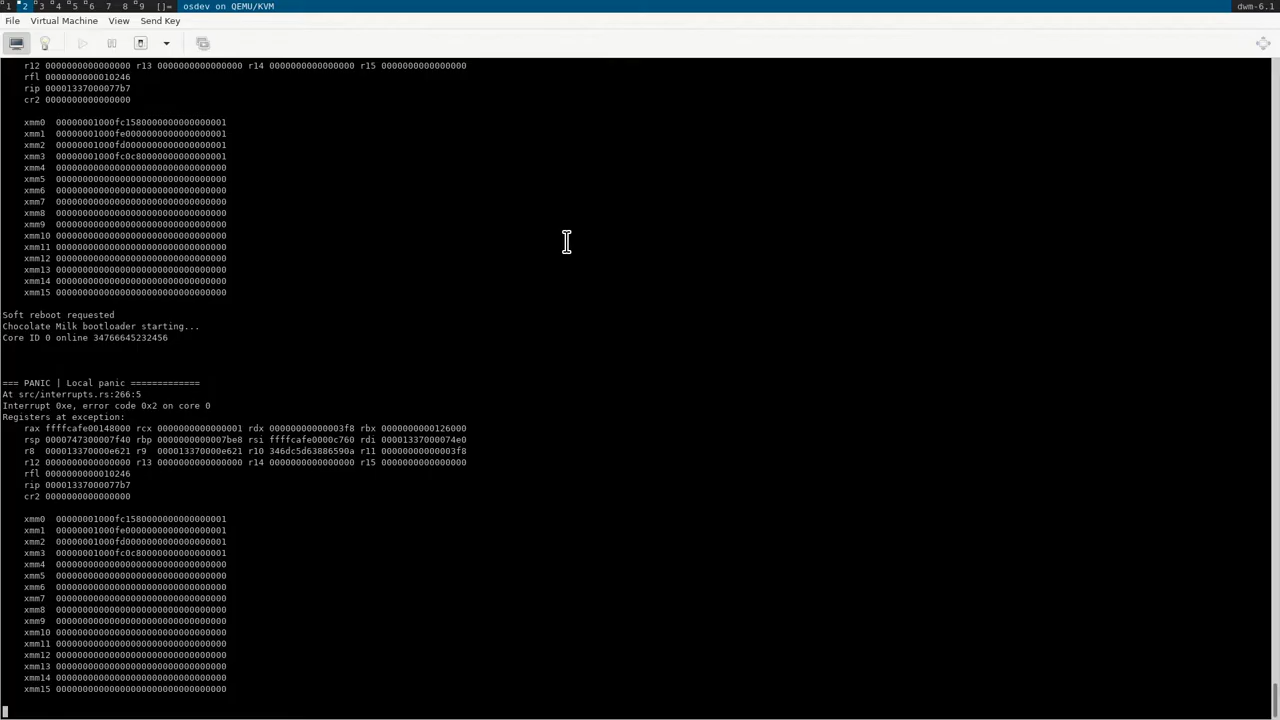 1 2 3 4 5 6 7 8 9 []= osdev on QEMU/KVM dwm-6.1
File Virtual Machine View Send Key
r12 0000000000000000 r13 0000000000000000 r14 0000000000000000 r15 0000000000000000
rfl 0000000000010246
rip 00001337000077b7
cr2 0000000000000000
xmm0 00000001000fc1580000000000000001
xmm1 00000001000fe0000000000000000001
xmm2 00000001000fd0000000000000000001
xmm3 00000001000fc0c80000000000000001
xmm4 00000000000000000000000000000000
xmm5 00000000000000000000000000000000
xmm6 00000000000000000000000000000000
xmm7 00000000000000000000000000000000
xmm8 00000000000000000000000000000000
xmm9 00000000000000000000000000000000
xmm10 00000000000000000000000000000000
xmm11 00000000000000000000000000000000
xmm12 00000000000000000000000000000000
xmm13 00000000000000000000000000000000
xmm14 00000000000000000000000000000000
xmm15 00000000000000000000000000000000
Soft reboot requested
Chocolate Milk bootloader starting...
Core ID 0 online 34766645232456
=== PANIC | Local panic =============
At src/interrupts.rs:266:5
Interrupt 0xe, error code 0x2 on core 0
Registers at exception:
rax ffffcafe00148000 rcx 0000000000000001 rdx 00000000000003f8 rbx 0000000000126000
rsp 0000747300007f40 rbp 0000000000007be8 rsi ffffcafe0000c760 rdi 00001337000074e0
r8 000013370000e621 r9 000013370000e621 r10 346dc5d63886590a r11 00000000000003f8
r12 0000000000000000 r13 0000000000000000 r14 0000000000000000 r15 0000000000000000
rfl 0000000000010246
rip 00001337000077b7
cr2 0000000000000000
xmm0 00000001000fc1580000000000000001
xmm1 00000001000fe0000000000000000001
xmm2 00000001000fd0000000000000000001
xmm3 00000001000fc0c80000000000000001
xmm4 00000000000000000000000000000000
xmm5 00000000000000000000000000000000
xmm6 00000000000000000000000000000000
xmm7 00000000000000000000000000000000
xmm8 00000000000000000000000000000000
xmm9 00000000000000000000000000000000
xmm10 00000000000000000000000000000000
xmm11 00000000000000000000000000000000
xmm12 00000000000000000000000000000000
xmm13 00000000000000000000000000000000
xmm14 00000000000000000000000000000000
xmm15 00000000000000000000000000000000